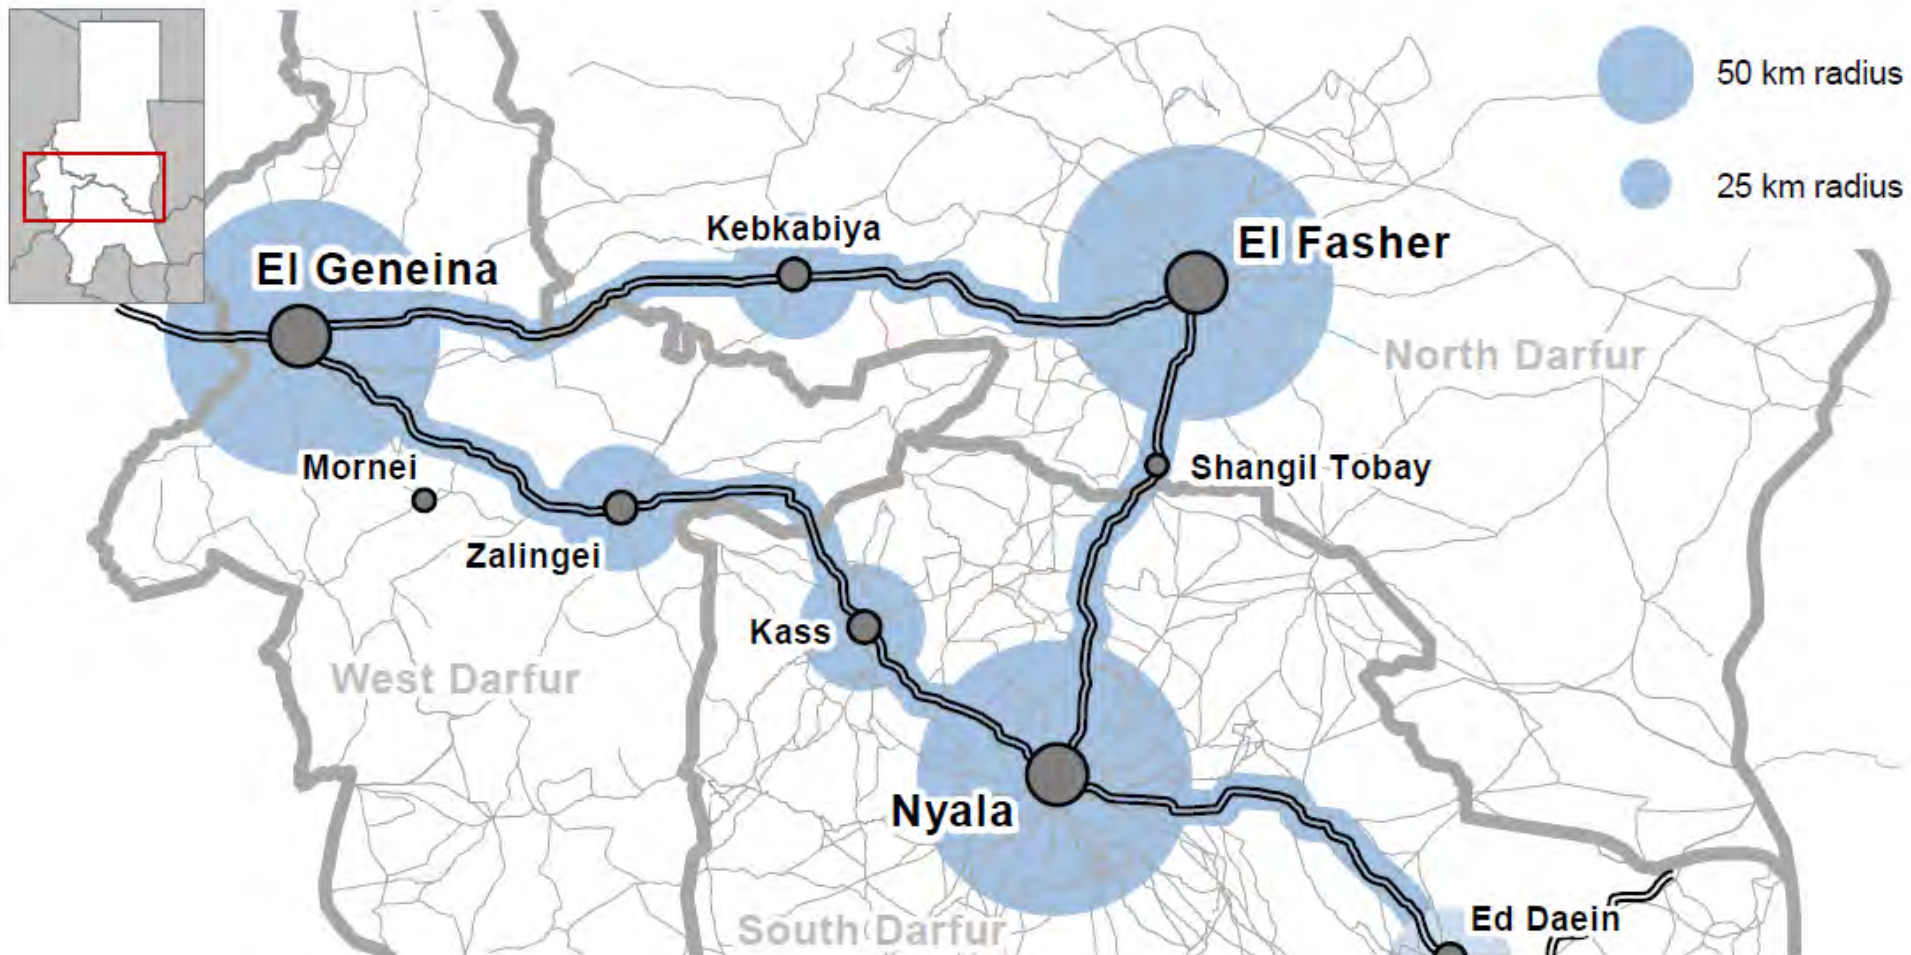 50 km radius
25 km radius
Kebkabiya
El Fasher
El Geneina
North Darfur
Mornei
Shangil Tobay
Zalingei
Kass
West Darfur
Nyala
Ed Daein
South Darfur